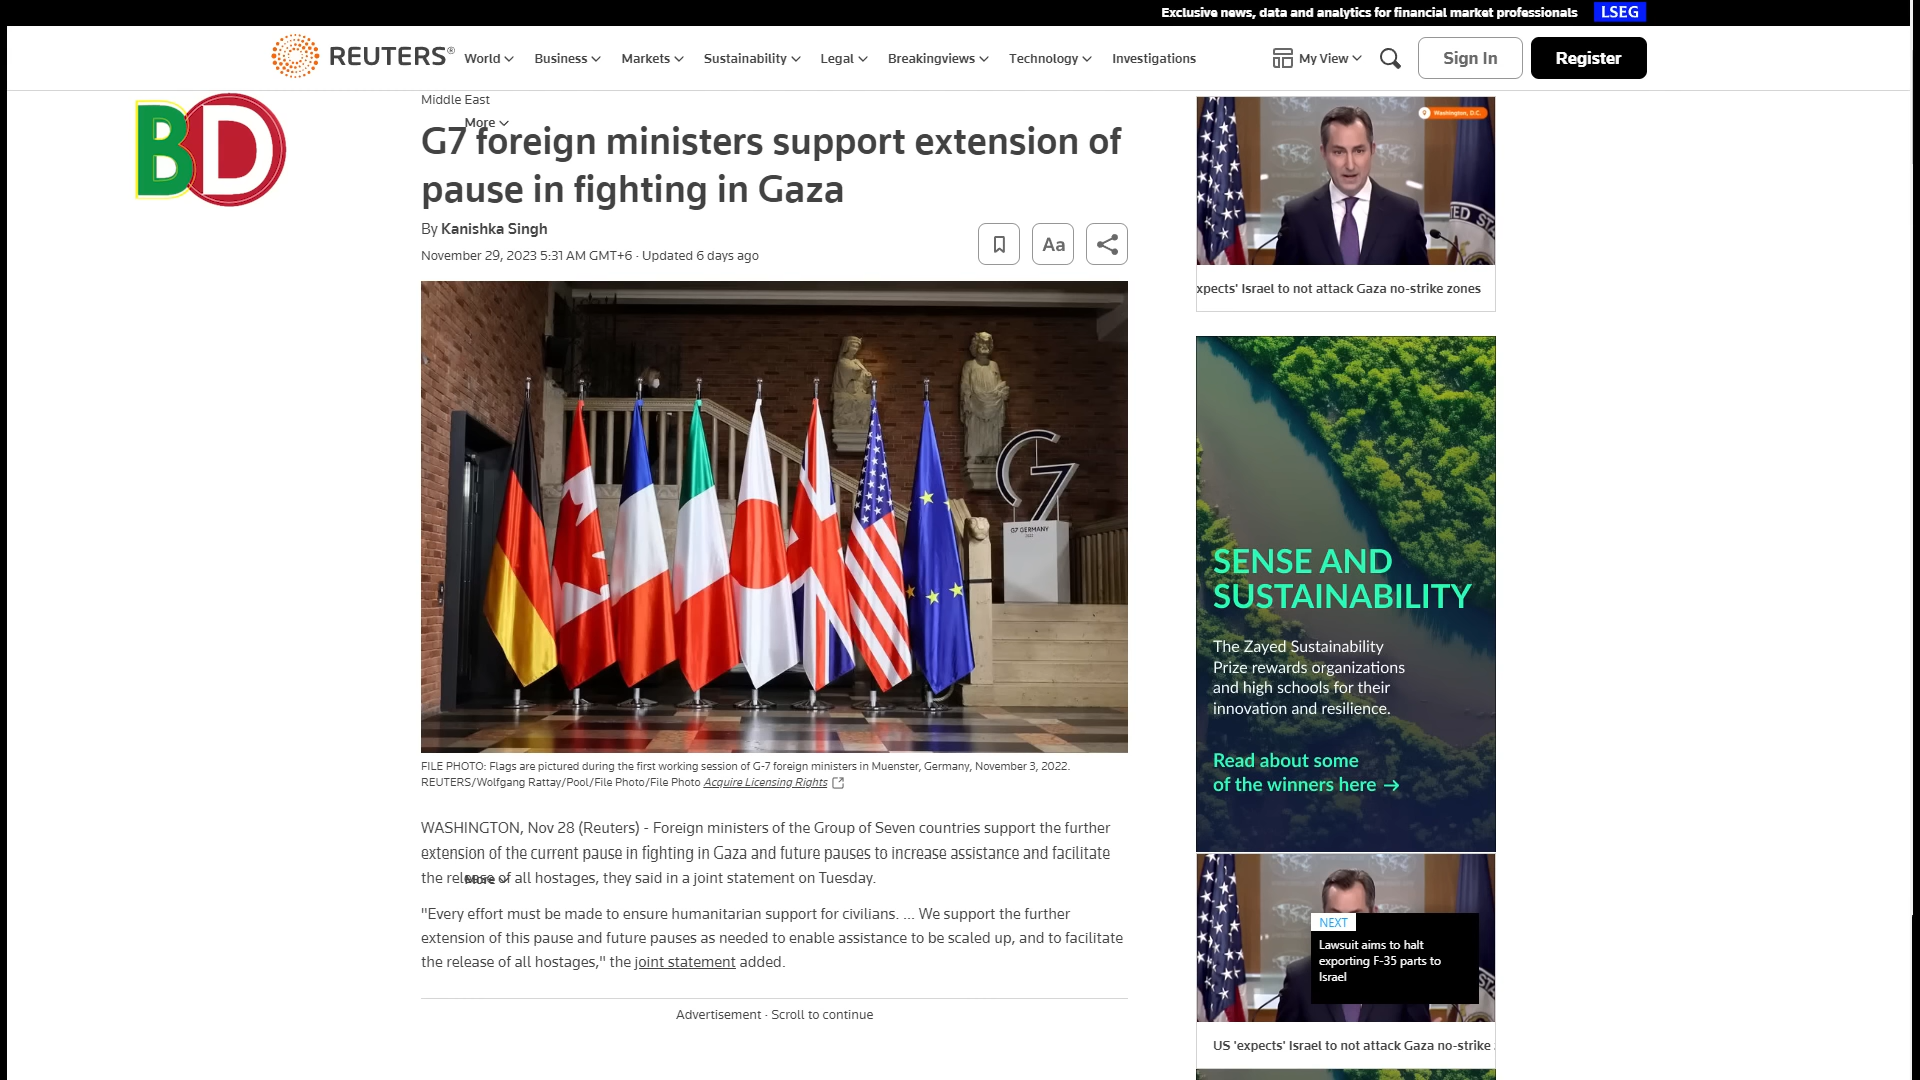 Exclusive news, data and analytics for financial market professionals LSEG
REUTERS®
World
Business
Markets
Sustainability
Legal
Breakingviews
Technology
Investigations
My View
Sign In
Register
BD
Middle East
More
G7 foreign ministers support extension of
pause in fighting in Gaza
By Kanishka Singh
November 29, 2023 5:31 AM GMT+6 · Updated 6 days ago
Aa
G7
G7 GERMANY
2022
FILE PHOTO: Flags are pictured during the first working session of G-7 foreign ministers in Muenster, Germany, November 3, 2022.
REUTERS/Wolfgang Rattay/Pool/File Photo/File Photo Acquire Licensing Rights
WASHINGTON, Nov 28 (Reuters) - Foreign ministers of the Group of Seven countries support the further
extension of the current pause in fighting in Gaza and future pauses to increase assistance and facilitate
the release of all hostages, they said in a joint statement on Tuesday.
More
"Every effort must be made to ensure humanitarian support for civilians. ... We support the further
extension of this pause and future pauses as needed to enable assistance to be scaled up, and to facilitate
the release of all hostages," the joint statement added.
Advertisement · Scroll to continue
Washington, D.C.
xpects' Israel to not attack Gaza no-strike zones
SENSE AND
SUSTAINABILITY
The Zayed Sustainability
Prize rewards organizations
and high schools for their
innovation and resilience.
Read about some
of the winners here →
NEXT
Lawsuit aims to halt
exporting F-35 parts to
Israel
US 'expects' Israel to not attack Gaza no-strike